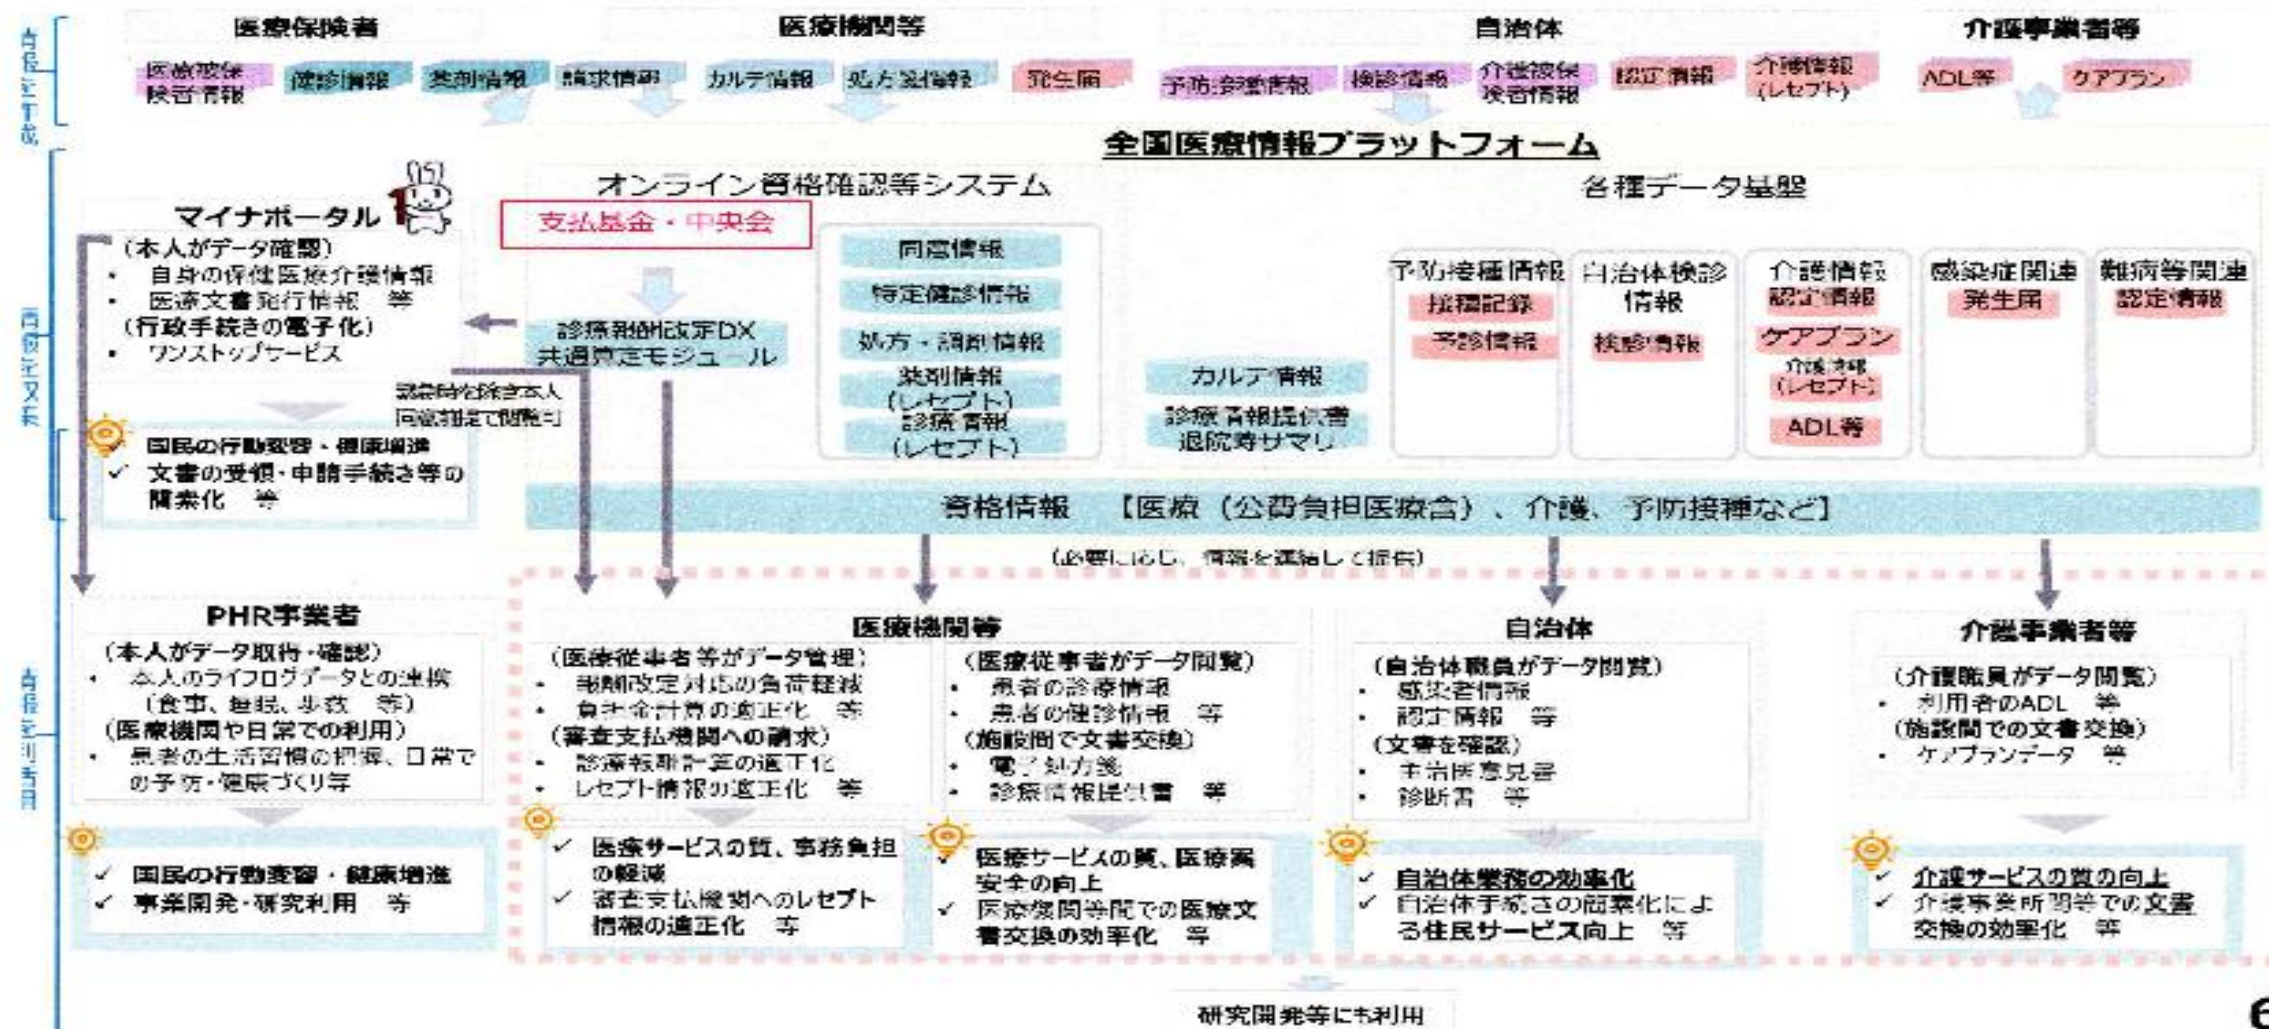 医療保険者
医療機関等
自治体
介護事業者等
医療被保
険者情報
健診情報
薬剤情報
請求情報
カルテ情報
処方箋情報
発生届
予防接種情報
検診情報
介護被保
険者情報
認定情報
介護情報
(レセプト)
ADL等
ケアプラン
全国医療情報プラットフォーム
オンライン資格確認等システム
各種データ基盤
マイナポータル
(本人がデータ確認)
・ 自身の保健医療介護情報
・ 医療文書発行情報 等
(行政手続きの電子化)
・ ワンストップサービス
支払基金・中央会
診療報酬改定DX
共通算定モジュール
同意情報
特定健診情報
処方・調剤情報
薬剤情報
(レセプト)
診療情報
(レセプト)
カルテ情報
診療情報提供書
退院時サマリ
予防接種情報
接種記録
予診情報
自治体検診
情報
検診情報
介護情報
認定情報
ケアプラン
介護情報
(レセプト)
ADL等
感染症関連
発生届
難病等関連
認定情報
緊急時を除き本人
同意前提で閲覧可
✓ 国民の行動変容・健康増進
✓ 文書の受領・申請手続き等の
簡素化 等
資格情報 【医療(公費負担医療含)、介護、予防接種など】
(必要に応じ、情報を連結して提供)
PHR事業者
(本人がデータ取得・確認)
・ 本人のライフログデータとの連携
(食事、睡眠、歩数 等)
(医療機関や日常での利用)
・ 患者の生活習慣の把握、日常で
の予防・健康づくり等
✓ 国民の行動変容・健康増進
✓ 事業開発・研究利用 等
医療機関等
(医療従事者等がデータ管理)
・ 報酬改定対応の負荷軽減
・ 負担金計算の適正化 等
(審査支払機関への請求)
・ 診療報酬計算の適正化
・ レセプト情報の適正化 等
(医療従事者がデータ閲覧)
・ 患者の診療情報
・ 患者の健診情報 等
(施設間で文書交換)
・ 電子処方箋
・ 診療情報提供書 等
✓ 医療サービスの質、事務負担
の軽減
✓ 審査支払機関へのレセプト
情報の適正化 等
✓ 医療サービスの質、医療
安全の向上
✓ 医療機関等間での医療文
書交換の効率化 等
自治体
(自治体職員がデータ閲覧)
・ 感染者情報
・ 認定情報 等
(文書を確認)
・ 主治医意見書
・ 診断書 等
✓ 自治体業務の効率化
✓ 自治体手続きの簡素化によ
る住民サービス向上 等
介護事業者等
(介護職員がデータ閲覧)
・ 利用者のADL 等
(施設間での文書交換)
・ ケアプランデータ 等
✓ 介護サービスの質の向上
✓ 介護事業所間等での文書
交換の効率化 等
研究開発等にも利用
6